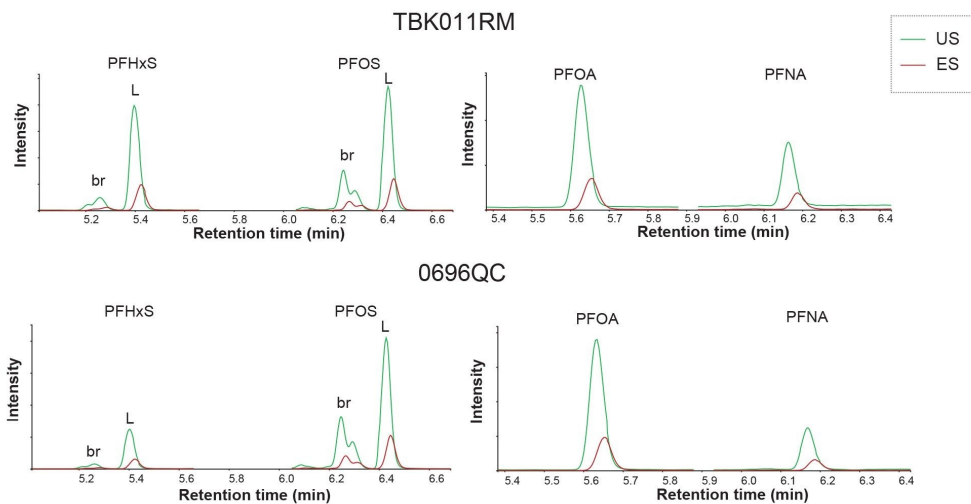 TBK011RM
US
ES
PFHxS
L
br
PFOS
L
br
Intensity
5.2 5.4 5.6 5.8 6.0 6.2 6.4 6.6
Retention time (min)
PFOA
PFNA
Intensity
5.4 5.5 5.6 5.7 5.8 5.9 6.0 6.1 6.2 6.3 6.4
Retention time (min)
0696QC
PFHxS
L
br
PFOS
L
br
Intensity
5.2 5.4 5.6 5.8 6.0 6.2 6.4 6.6
Retention time (min)
PFOA
PFNA
Intensity
5.4 5.5 5.6 5.7 5.8 5.9 6.0 6.1 6.2 6.3 6.4
Retention time (min)